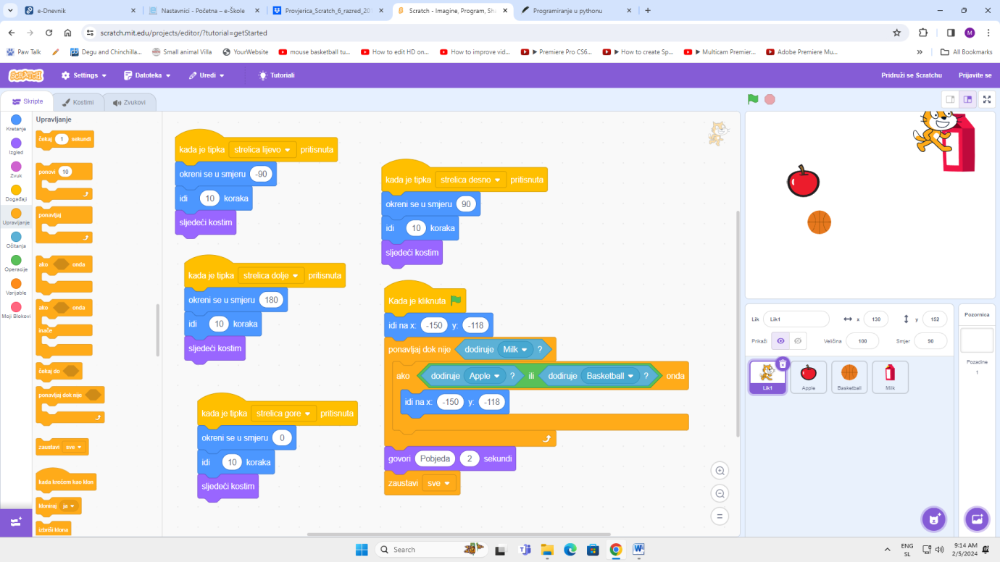 e-Dnevnik
Nastavnici - Početna – e-Škole
Provjerica_Scratch_6_razred_20
Scratch - Imagine, Program, Sh
Programiranje u pythonu
scratch.mit.edu/projects/editor/?tutorial=getStarted
M
Paw Talk
Degu and Chinchilla...
Small animal Villa
YourWebsite
mouse basketball tu...
How to edit HD on...
How to improve vid...
▶ Premiere Pro CS6...
▶ How to create Sp...
▶ Multicam Premier...
Adobe Premiere Mu...
»
All Bookmarks
SCRATCH
Settings
Datoteka
Uredi
Tutoriali
Pridruži se Scratchu
Prijavite se
Skripte
Kostimi
Zvukovi
Kretanje
Izgled
Zvuk
Događaji
Upravljanje
Očitanja
Operacije
Varijable
Moji Blokovi
Upravljanje
čekaj 1 sekundi
ponovi 10
ponavljaj
ako onda
ako onda
inače
čekaj do
ponavljaj dok nije
zaustavi sve
kada krećem kao klon
kloniraj ja
izbriši klona
kada je tipka strelica lijevo pritisnuta
okreni se u smjeru -90
idi 10 koraka
sljedeći kostim
kada je tipka strelica dolje pritisnuta
okreni se u smjeru 180
idi 10 koraka
sljedeći kostim
kada je tipka strelica gore pritisnuta
okreni se u smjeru 0
idi 10 koraka
sljedeći kostim
kada je tipka strelica desno pritisnuta
okreni se u smjeru 90
idi 10 koraka
sljedeći kostim
Kada je kliknuta
idi na x: -150 y: -118
ponavljaj dok nije dodiruje Milk ?
ako dodiruje Apple ? ili dodiruje Basketball ? onda
idi na x: -150 y: -118
govori Pobjeda 2 sekundi
zaustavi sve
Lik Lik1 x 130 y 152
Prikaži Veličina 100 Smjer 90
Lik1
Apple
Basketball
Milk
Pozornica
Pozadine
1
Search
ENG
SL
9:14 AM
2/5/2024